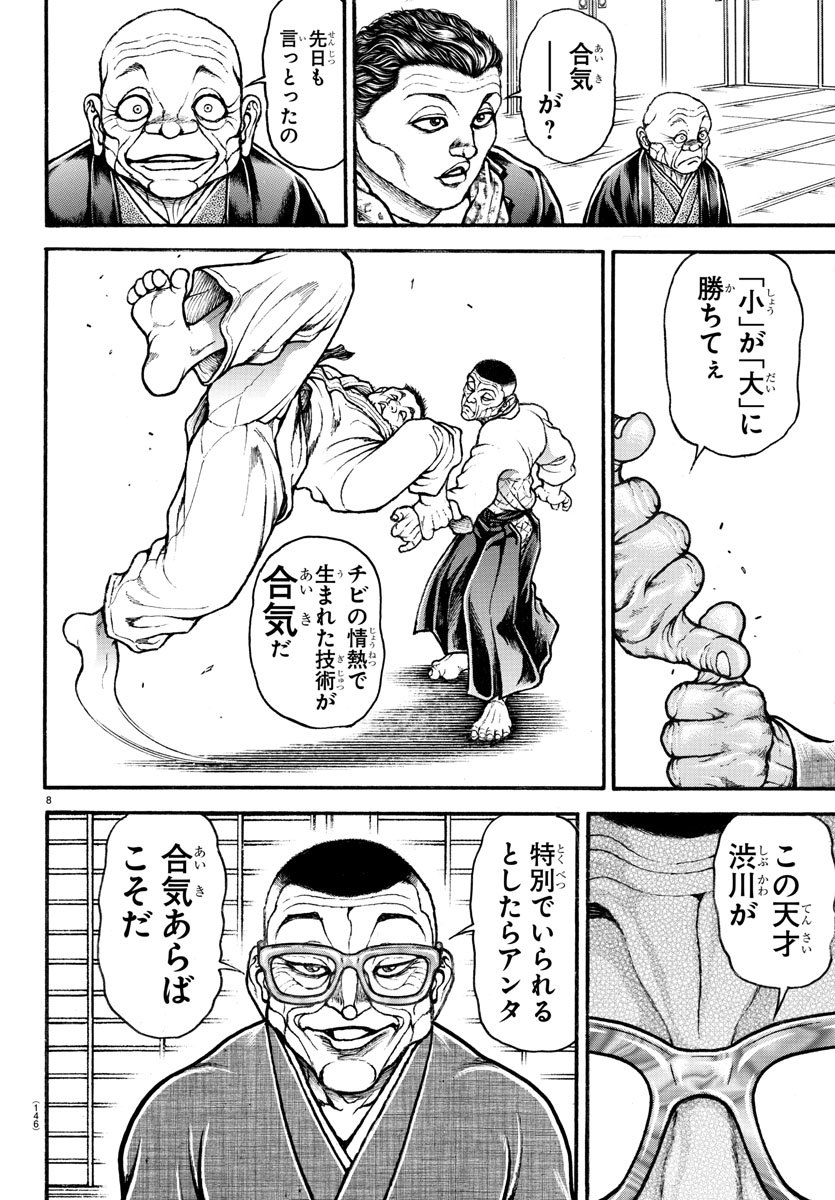 合気
――が?
先日も
言っとったの
「小」が「大」に
勝ちてぇ
チビの情熱で
生まれた技術が
合気だ
この天才
渋川が
特別でいられる
としたらアンタ
合気あらば
こそだ
8
(146)